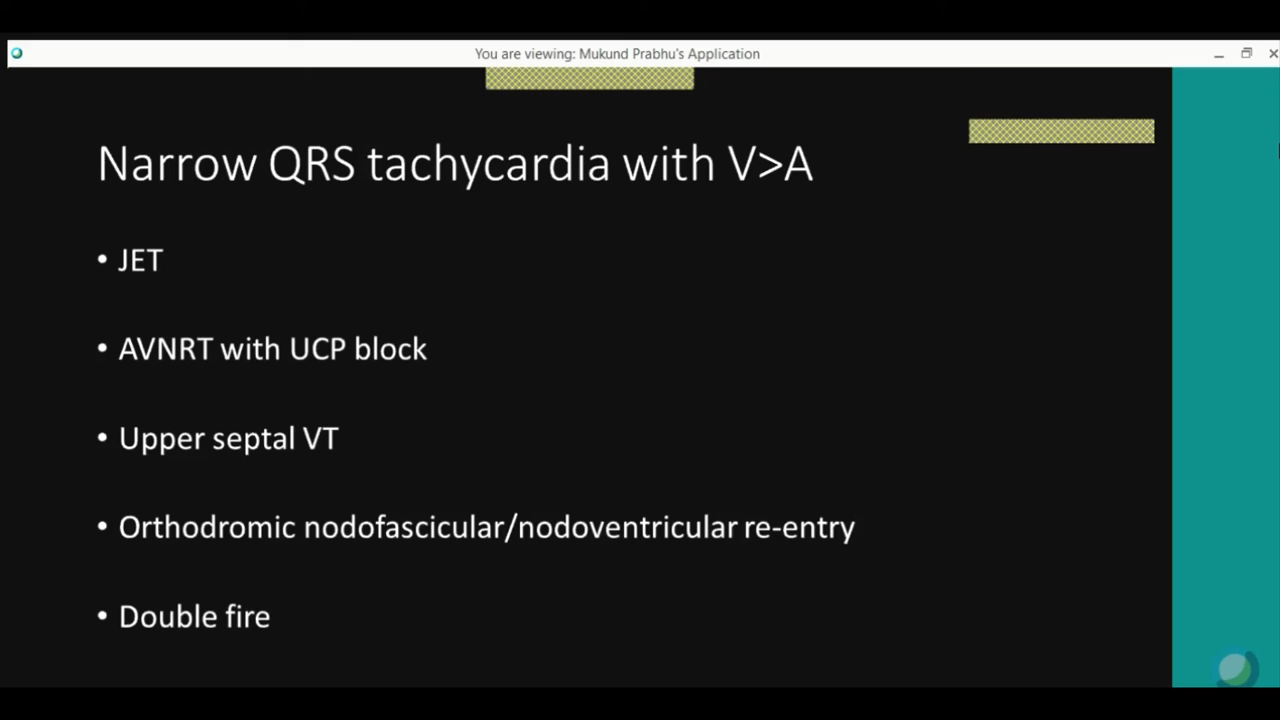 You are viewing: Mukund Prabhu's Application
Narrow QRS tachycardia with V>A
• JET
• AVNRT with UCP block
• Upper septal VT
• Orthodromic nodofascicular/nodoventricular re-entry
• Double fire